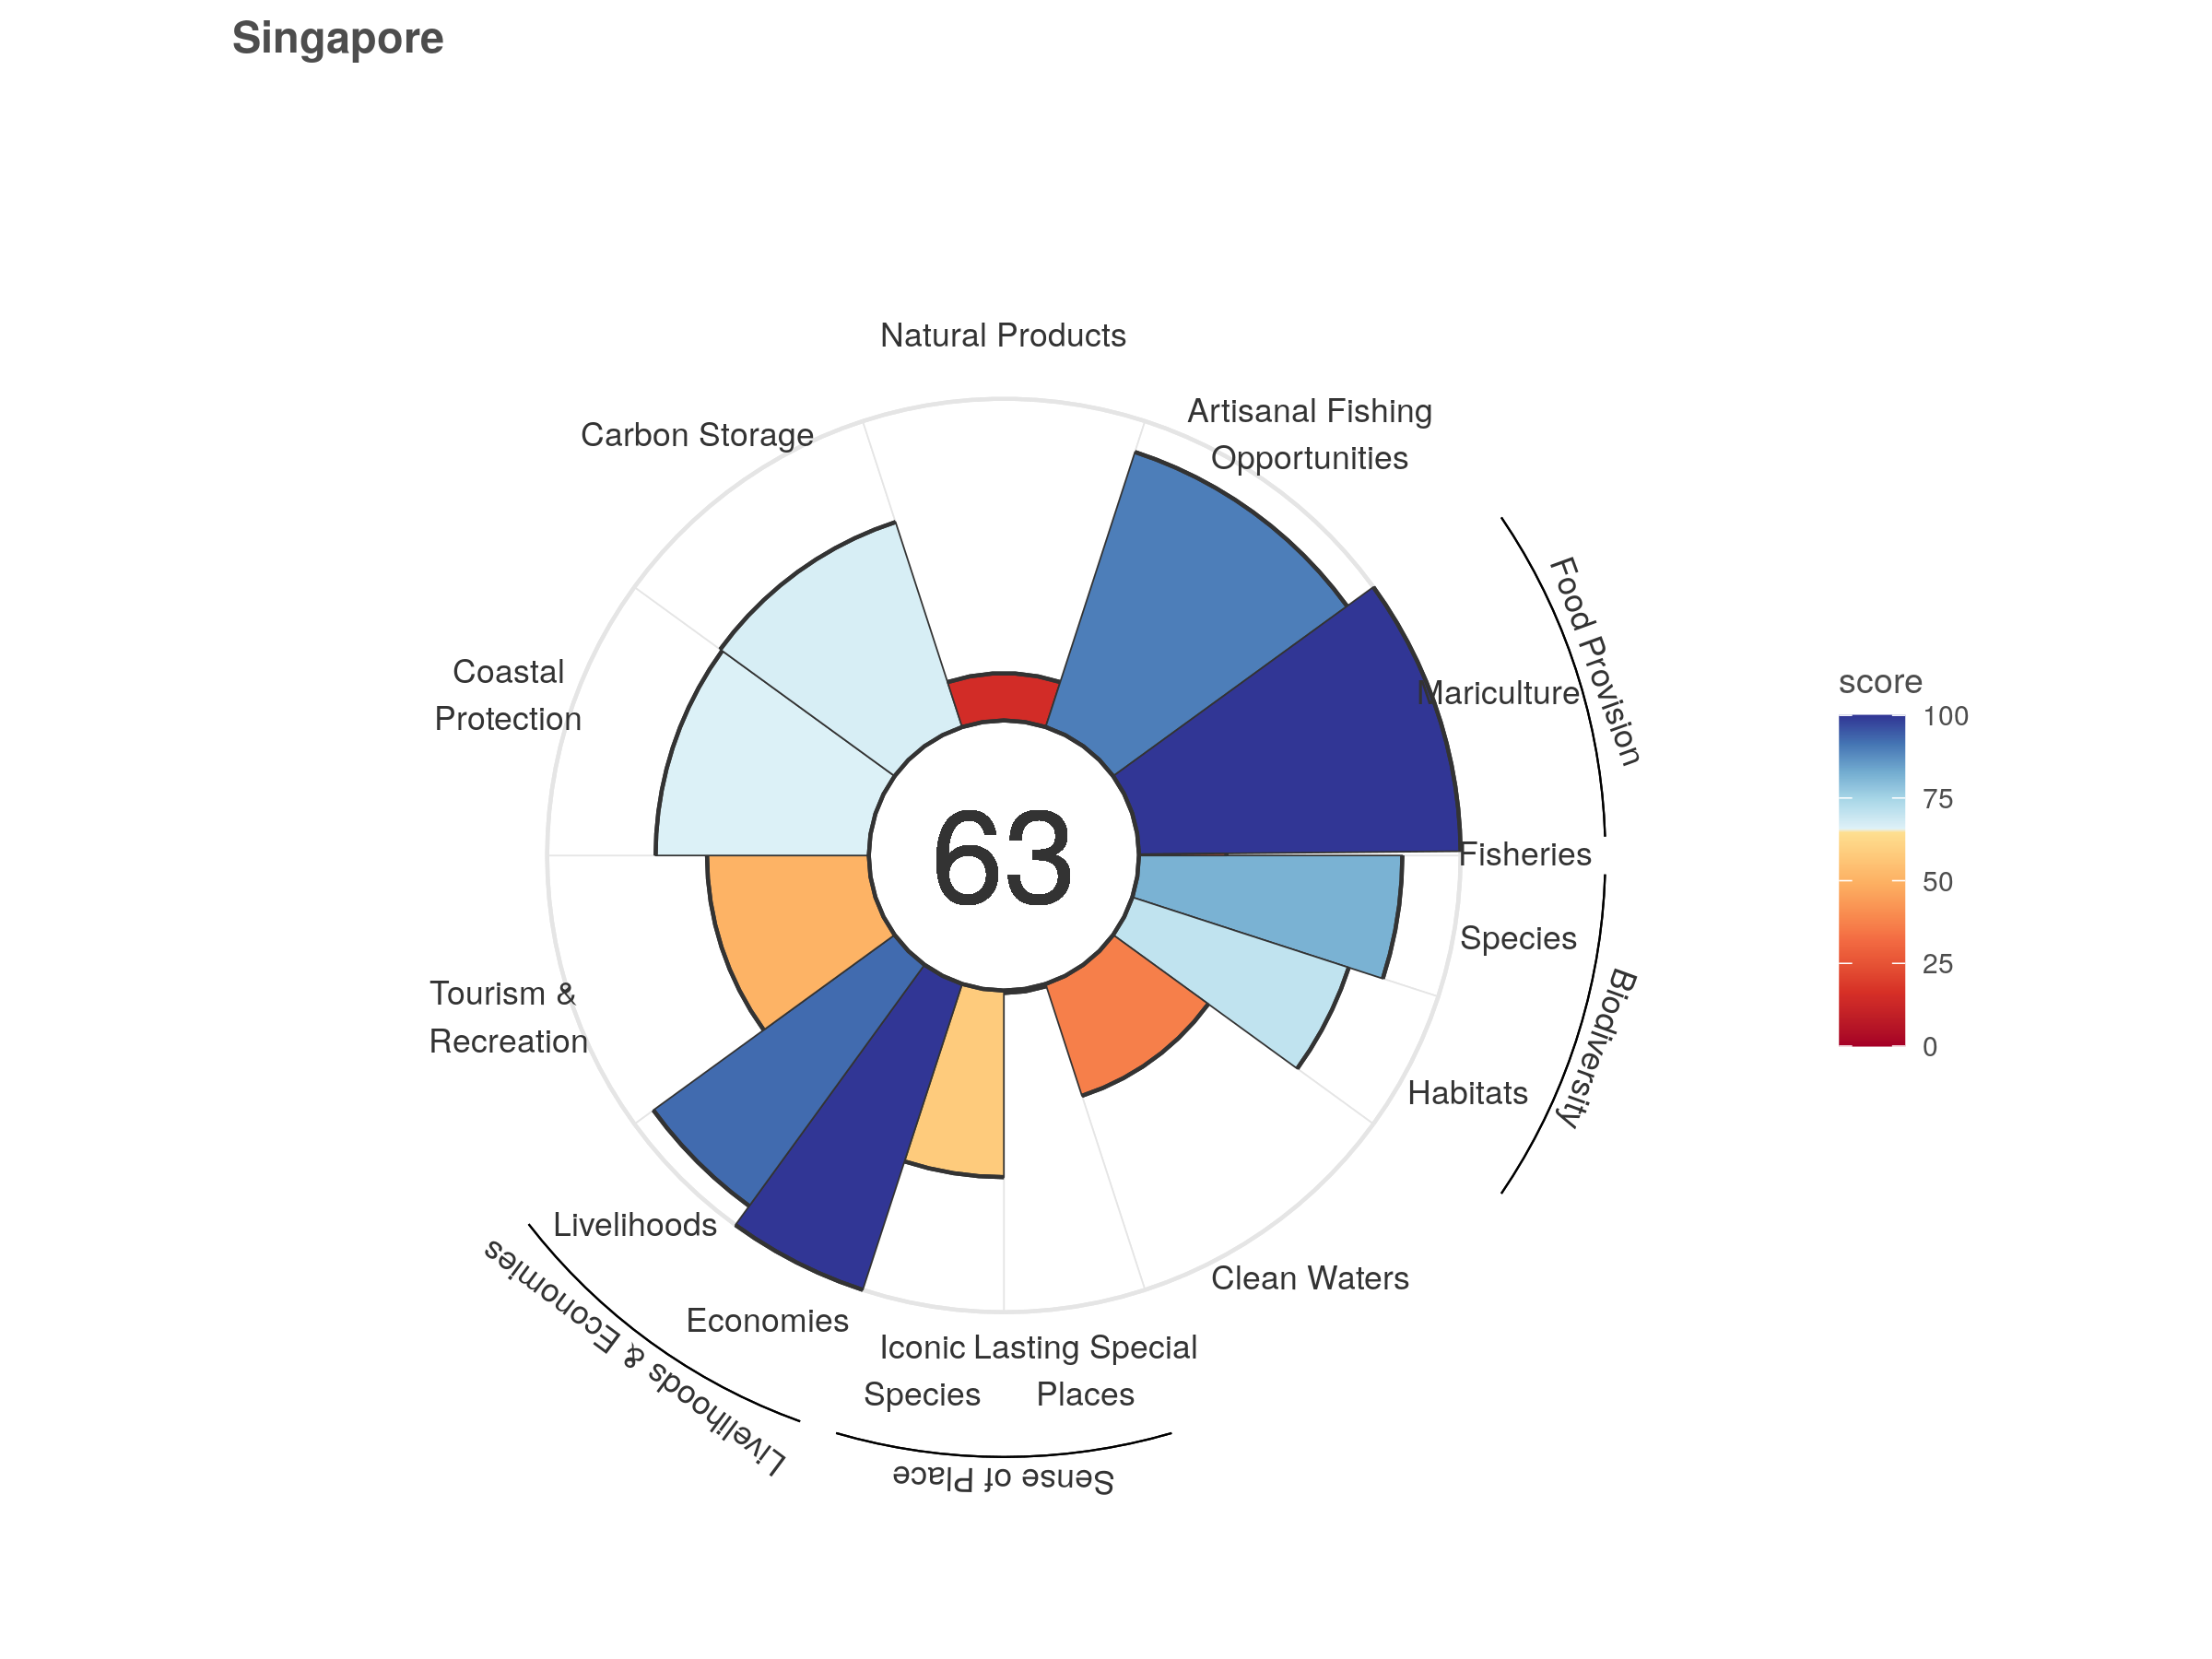 Singapore
Natural Products
Artisanal Fishing
Opportunities
Carbon Storage
Food Provision
Coastal
Protection
Mariculture
score
100
75
50
25
0
63
Fisheries
Species
Biodiversity
Tourism &
Recreation
Habitats
Livelihoods
Clean Waters
Economies
Livelihoods & Economies
Iconic
Species
Lasting Special
Places
Sense of Place